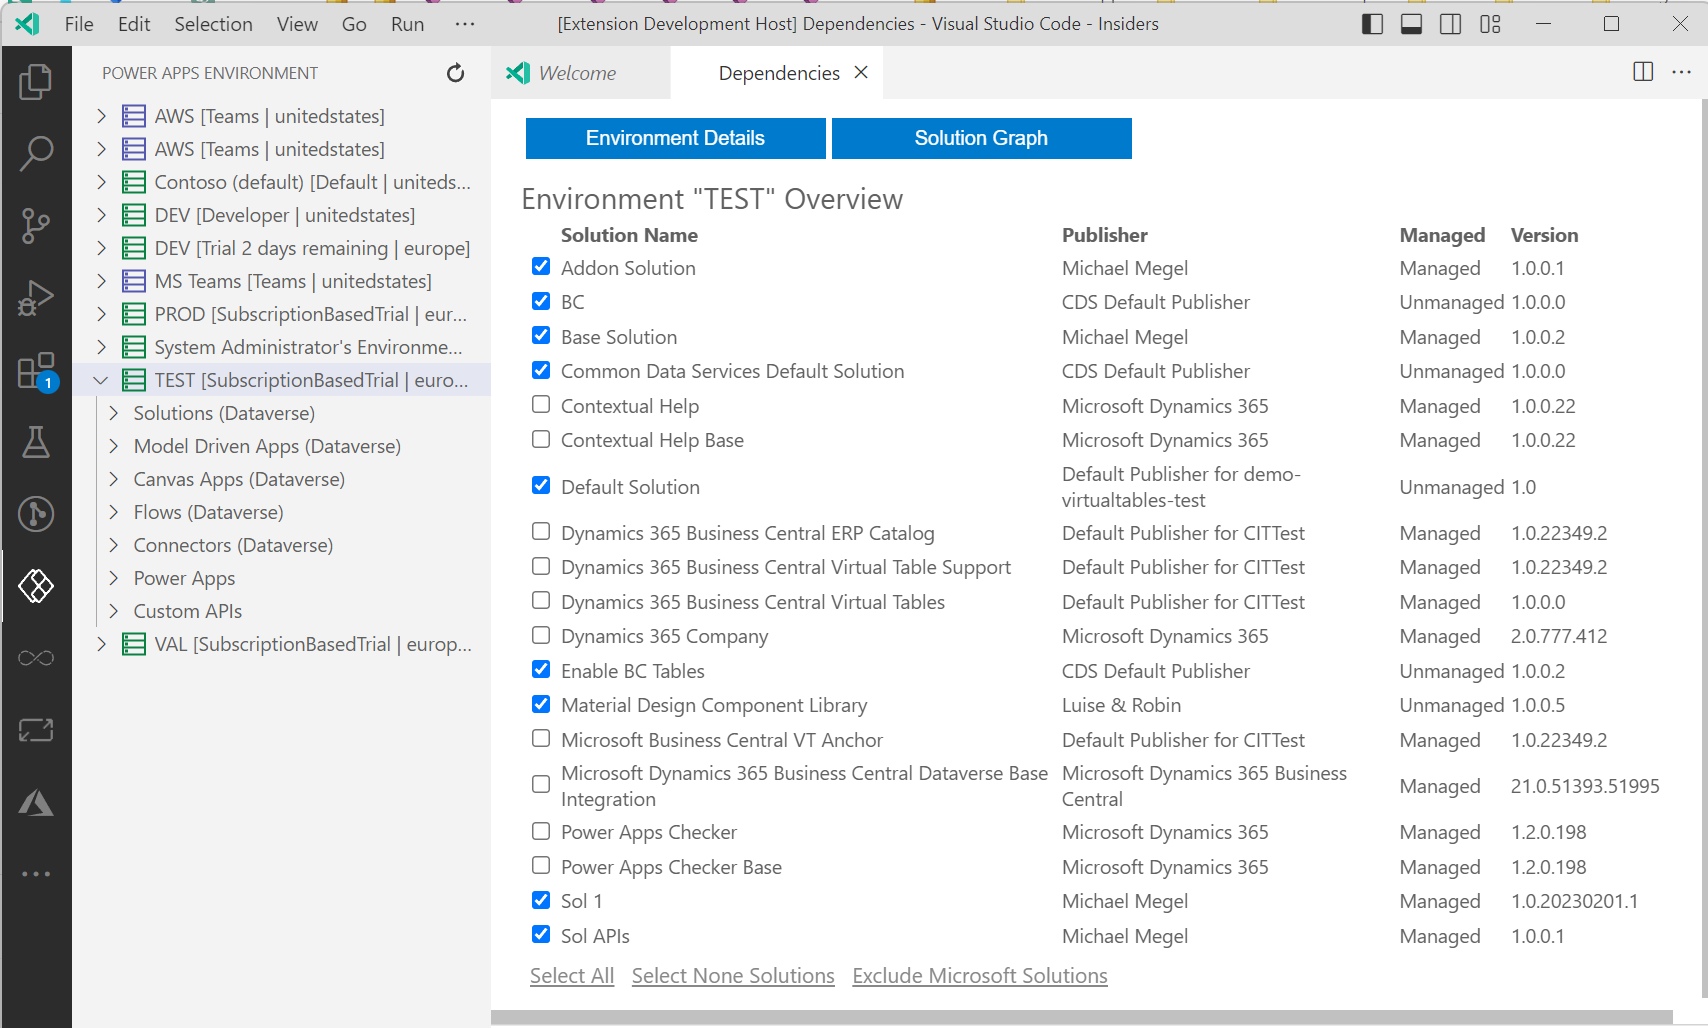 File Edit Selection View Go Run ··· [Extension Development Host] Dependencies - Visual Studio Code - Insiders
POWER APPS ENVIRONMENT
Welcome
Dependencies
AWS [Teams | unitedstates]
AWS [Teams | unitedstates]
Contoso (default) [Default | uniteds...
DEV [Developer | unitedstates]
DEV [Trial 2 days remaining | europe]
MS Teams [Teams | unitedstates]
PROD [SubscriptionBasedTrial | eur...
System Administrator's Environme...
TEST [SubscriptionBasedTrial | euro...
Solutions (Dataverse)
Model Driven Apps (Dataverse)
Canvas Apps (Dataverse)
Flows (Dataverse)
Connectors (Dataverse)
Power Apps
Custom APIs
VAL [SubscriptionBasedTrial | europ...
1
Environment Details Solution Graph
Environment "TEST" Overview
Solution Name Publisher Managed Version
Addon Solution Michael Megel Managed 1.0.0.1
BC CDS Default Publisher Unmanaged 1.0.0.0
Base Solution Michael Megel Managed 1.0.0.2
Common Data Services Default Solution CDS Default Publisher Unmanaged 1.0.0.0
Contextual Help Microsoft Dynamics 365 Managed 1.0.0.22
Contextual Help Base Microsoft Dynamics 365 Managed 1.0.0.22
Default Solution Default Publisher for demo-
virtualtables-test Unmanaged 1.0
Dynamics 365 Business Central ERP Catalog Default Publisher for CITTest Managed 1.0.22349.2
Dynamics 365 Business Central Virtual Table Support Default Publisher for CITTest Managed 1.0.22349.2
Dynamics 365 Business Central Virtual Tables Default Publisher for CITTest Managed 1.0.0.0
Dynamics 365 Company Microsoft Dynamics 365 Managed 2.0.777.412
Enable BC Tables CDS Default Publisher Unmanaged 1.0.0.2
Material Design Component Library Luise & Robin Unmanaged 1.0.0.5
Microsoft Business Central VT Anchor Default Publisher for CITTest Managed 1.0.22349.2
Microsoft Dynamics 365 Business Central Dataverse Base Microsoft Dynamics 365 Business
Integration Central Managed 21.0.51393.51995
Power Apps Checker Microsoft Dynamics 365 Managed 1.2.0.198
Power Apps Checker Base Microsoft Dynamics 365 Managed 1.2.0.198
Sol 1 Michael Megel Managed 1.0.20230201.1
Sol APIs Michael Megel Managed 1.0.0.1
Select All Select None Solutions Exclude Microsoft Solutions